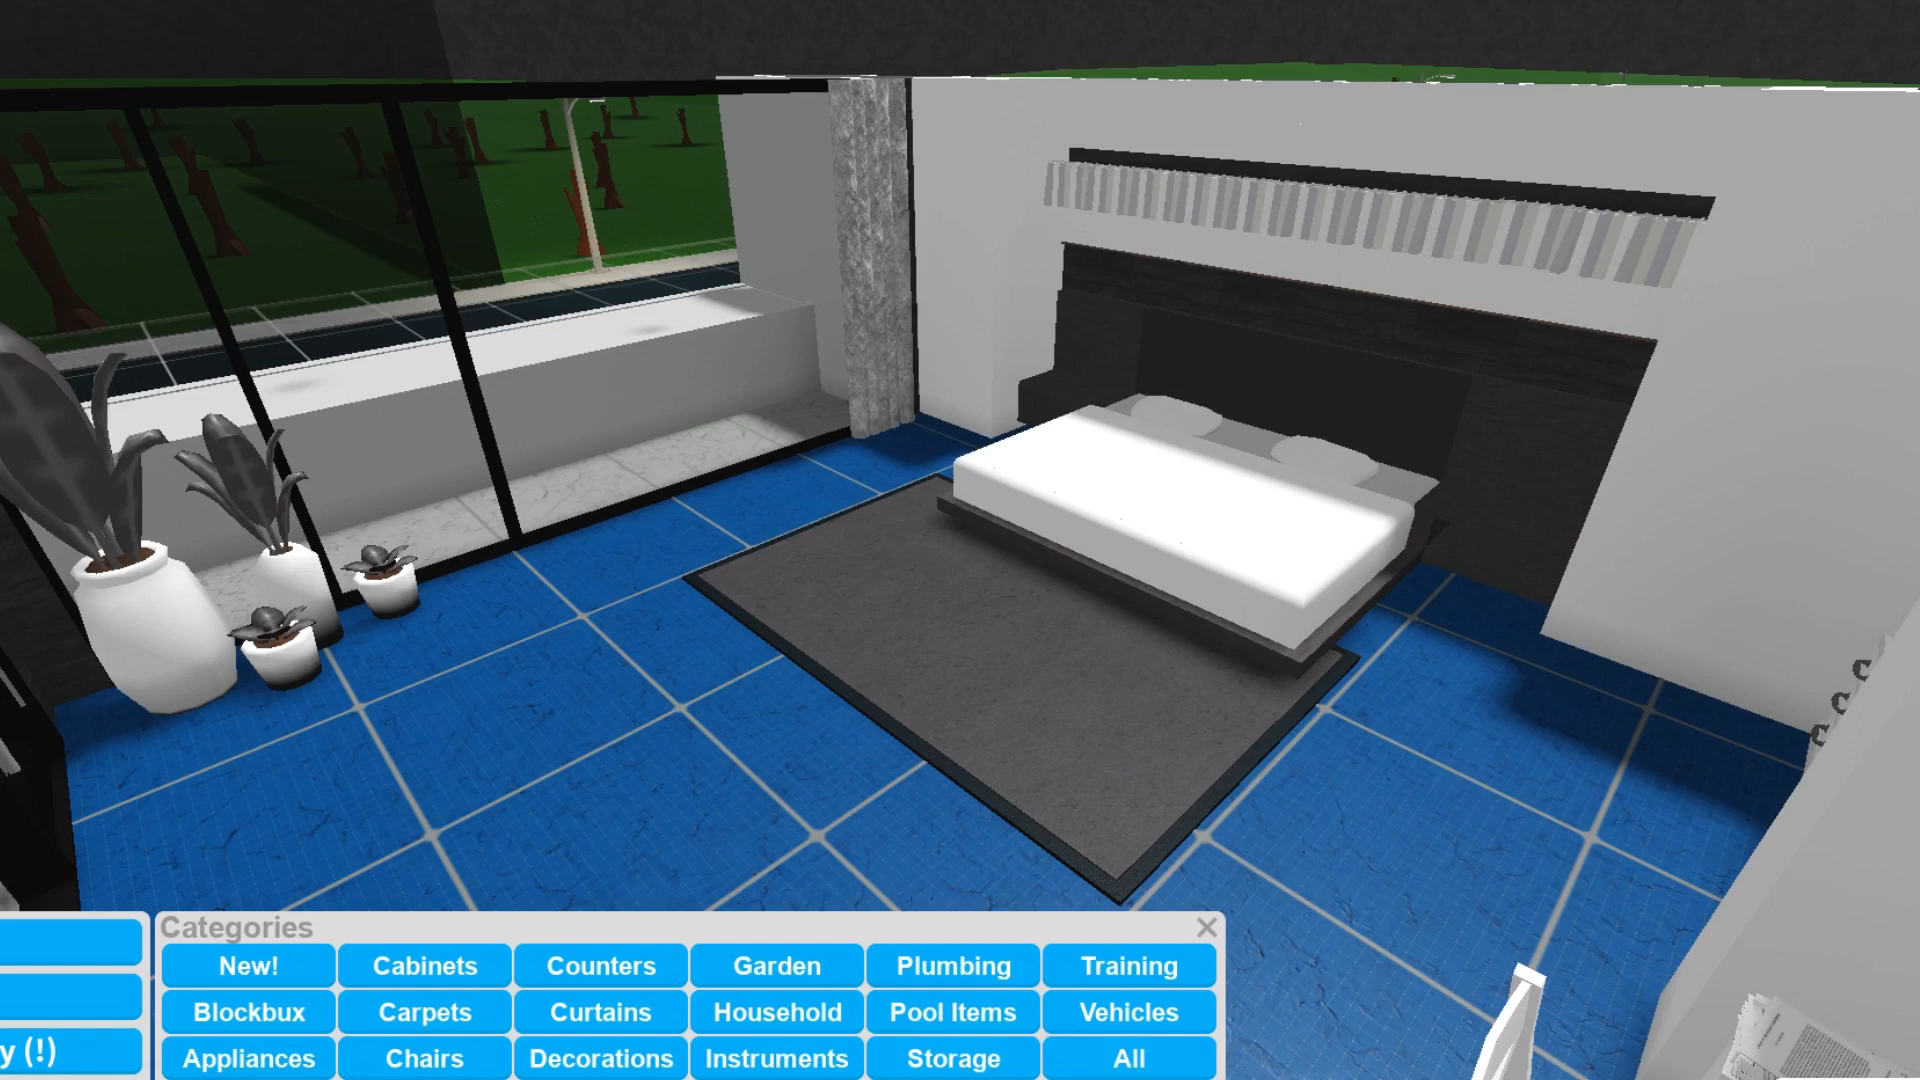 Categories
New! Cabinets Counters Garden Plumbing Training
Blockbux Carpets Curtains Household Pool Items Vehicles
y (!) Appliances Chairs Decorations Instruments Storage All